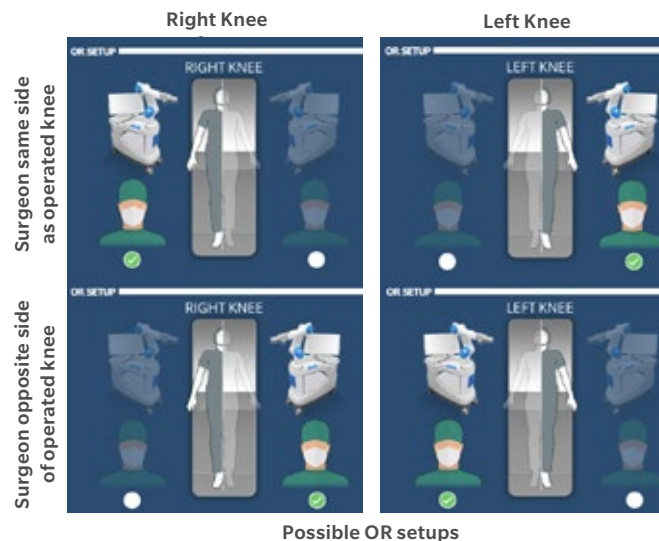 Right Knee
Left Knee
Surgeon same side
as operated knee
OR SETUP
RIGHT KNEE
OR SETUP
LEFT KNEE
Surgeon opposite side
of operated knee
OR SETUP
RIGHT KNEE
OR SETUP
LEFT KNEE
Possible OR setups